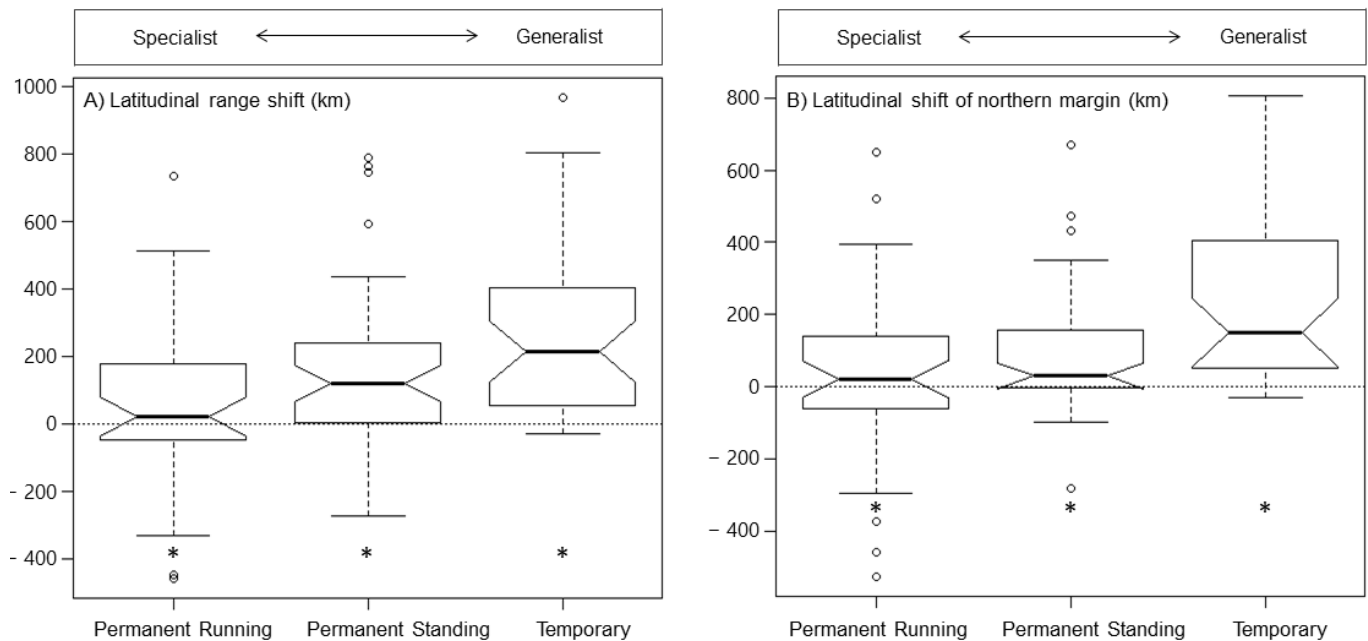 Specialist Generalist
A) Latitudinal range shift (km)
1000
800
600
400
200
0
- 200
- 400
* * *
Permanent Running Permanent Standing Temporary
Specialist Generalist
B) Latitudinal shift of northern margin (km)
800
600
400
200
0
- 200
- 400
* * *
Permanent Running Permanent Standing Temporary